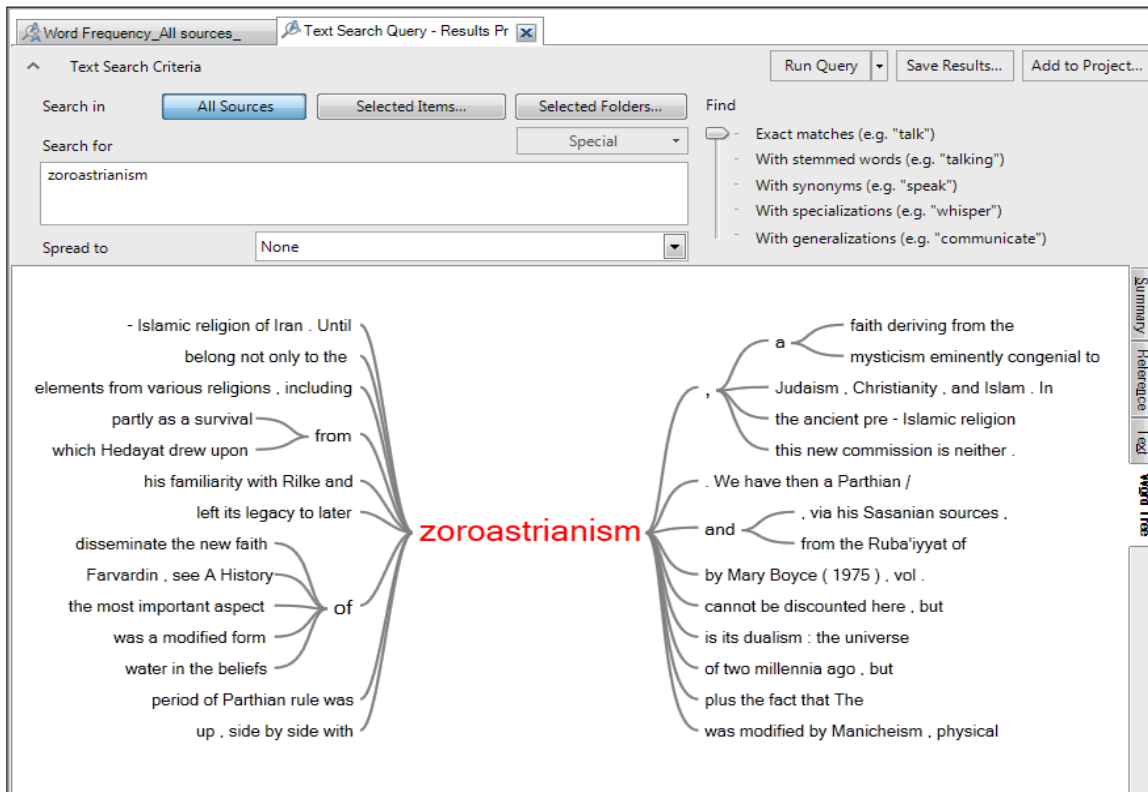 Word Frequency_All sources_
Text Search Query - Results Pr
Text Search Criteria
Run Query
Save Results...
Add to Project...
Search in
All Sources
Selected Items...
Selected Folders...
Find
Search for
Special
Exact matches (e.g. "talk")
With stemmed words (e.g. "talking")
With synonyms (e.g. "speak")
With specializations (e.g. "whisper")
With generalizations (e.g. "communicate")
zoroastrianism
Spread to
None
Summary
Reference
Text
Word Tree
- Islamic religion of Iran . Until
belong not only to the
elements from various religions , including
partly as a survival
which Hedayat drew upon
from
his familiarity with Rilke and
left its legacy to later
disseminate the new faith
Farvardin , see A History
the most important aspect
was a modified form
water in the beliefs
of
period of Parthian rule was
up , side by side with
zoroastrianism
,
a
faith deriving from the
mysticism eminently congenial to
Judaism , Christianity , and Islam . In
the ancient pre - Islamic religion
this new commission is neither .
. We have then a Parthian /
and
, via his Sasanian sources ,
from the Ruba'iyyat of
by Mary Boyce ( 1975 ) , vol .
cannot be discounted here , but
is its dualism : the universe
of two millennia ago , but
plus the fact that The
was modified by Manicheism , physical